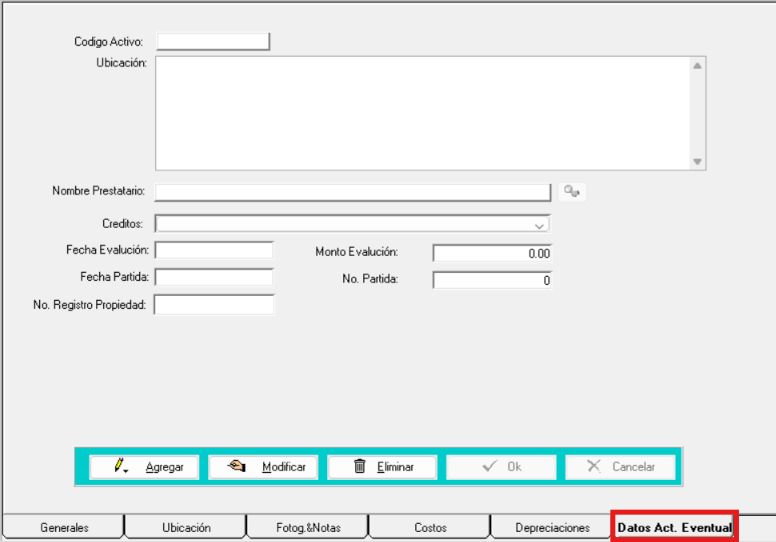 Codigo Activo:
Ubicación:
Nombre Prestatario:
Creditos:
Fecha Evalución:
Monto Evalución: 0.00
Fecha Partida:
No. Partida: 0
No. Registro Propiedad:
Agregar Modificar Eliminar Ok Cancelar
Generales Ubicación Fotog.&Notas Costos Depreciaciones Datos Act. Eventual